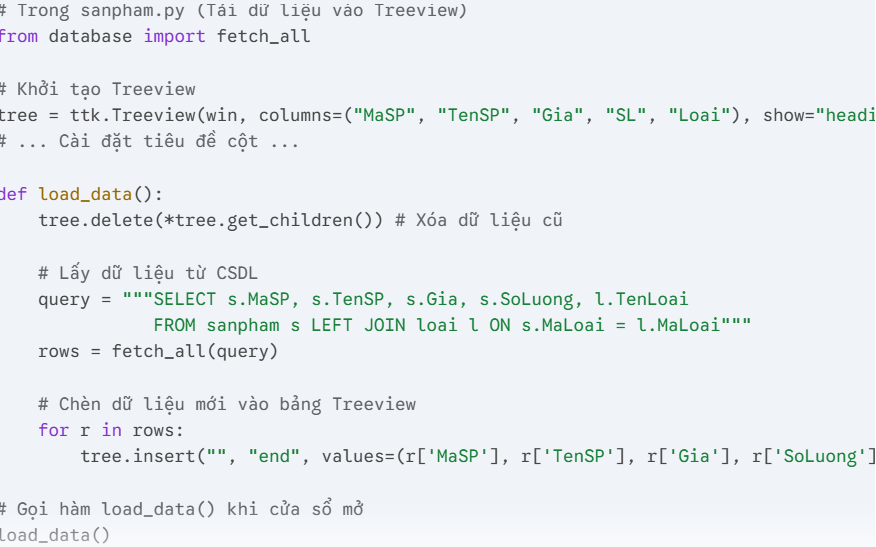 # Trong sanpham.py (Tải dữ liệu vào Treeview)
from database import fetch_all
# Khởi tạo Treeview
tree = ttk.Treeview(win, columns=("MaSP", "TenSP", "Gia", "SL", "Loai"), show="headi
# ... Cài đặt tiêu đề cột ...
def load_data():
tree.delete(*tree.get_children()) # Xóa dữ liệu cũ
# Lấy dữ liệu từ CSDL
query = """SELECT s.MaSP, s.TenSP, s.Gia, s.SoLuong, l.TenLoai
FROM sanpham s LEFT JOIN loai l ON s.MaLoai = l.MaLoai"""
rows = fetch_all(query)
# Chèn dữ liệu mới vào bảng Treeview
for r in rows:
tree.insert("", "end", values=(r['MaSP'], r['TenSP'], r['Gia'], r['SoLuong']
# Gọi hàm load_data() khi cửa sổ mở
load_data()